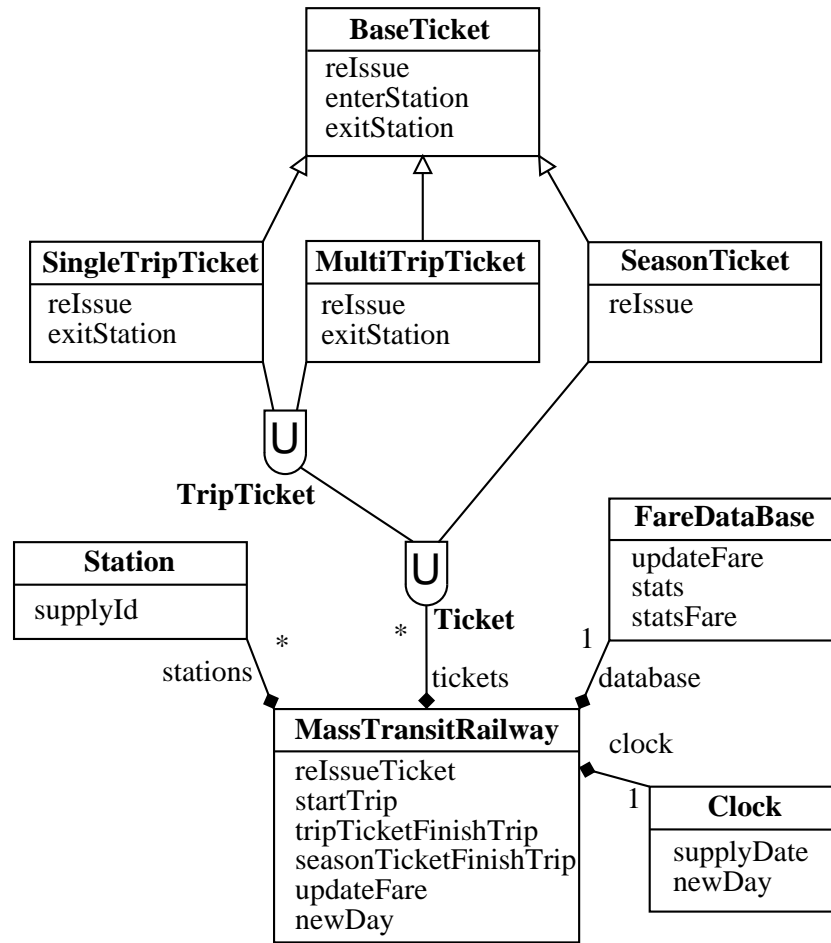 BaseTicket
reIssue
enterStation
exitStation
SingleTripTicket
reIssue
exitStation
MultiTripTicket
reIssue
exitStation
SeasonTicket
reIssue
U
TripTicket
U
Ticket
*
tickets
Station
supplyId
*
stations
FareDataBase
updateFare
stats
statsFare
1
database
MassTransitRailway
reIssueTicket
startTrip
tripTicketFinishTrip
seasonTicketFinishTrip
updateFare
newDay
clock
1
Clock
supplyDate
newDay